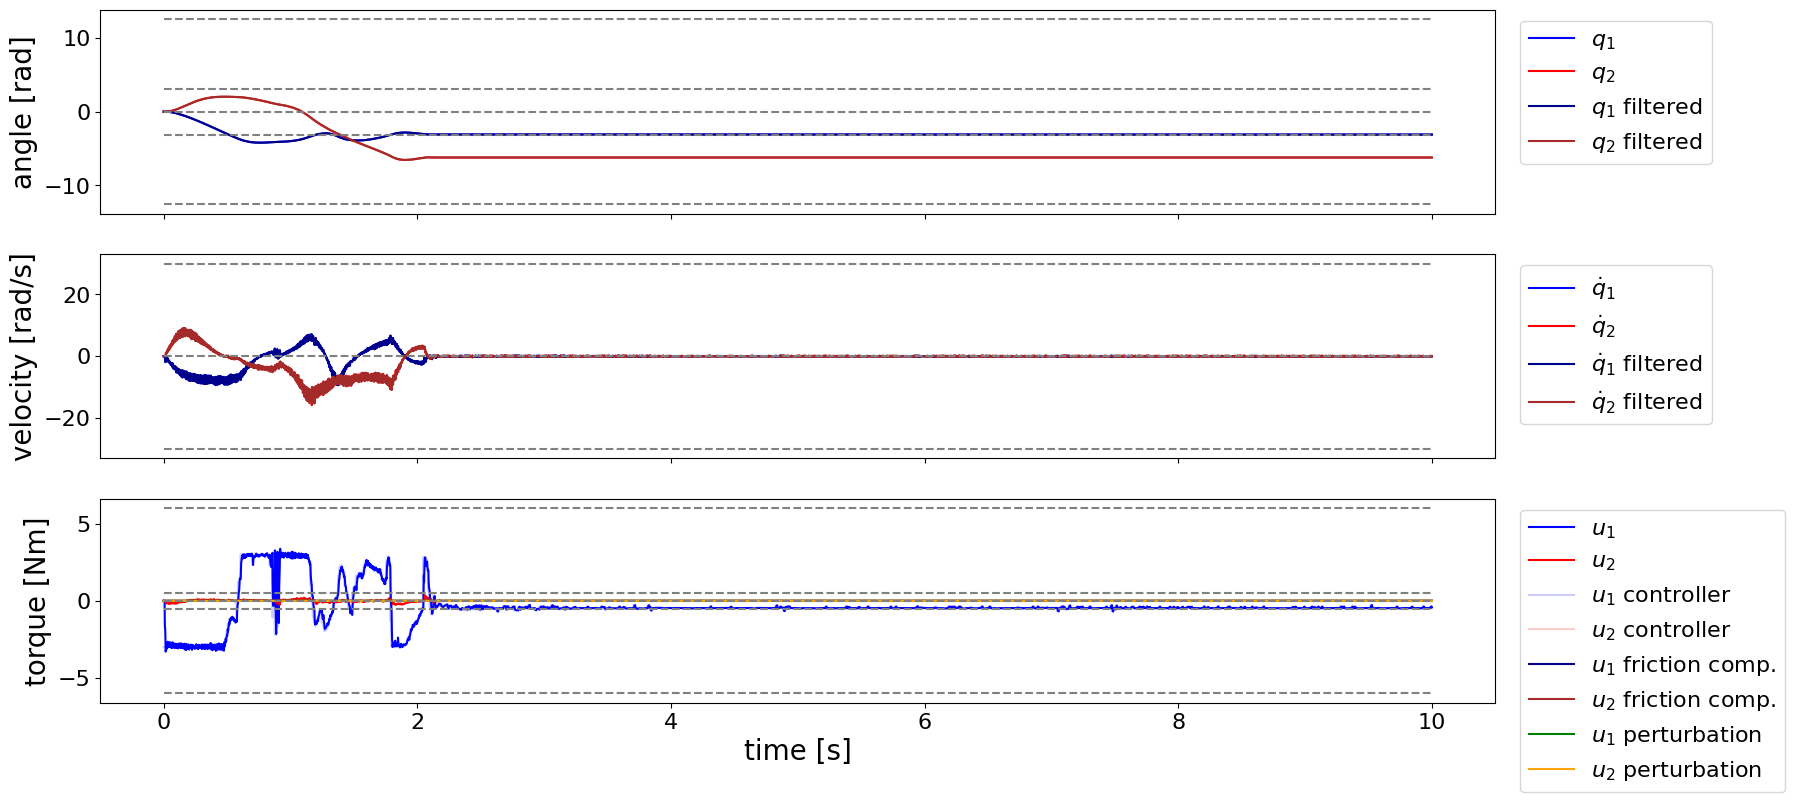 angle [rad]
10
0
−10
q₁
q₂
q₁ filtered
q₂ filtered
velocity [rad/s]
20
0
−20
q̇₁
q̇₂
q̇₁ filtered
q̇₂ filtered
torque [Nm]
5
0
−5
0 2 4 6 8 10
time [s]
u₁
u₂
u₁ controller
u₂ controller
u₁ friction comp.
u₂ friction comp.
u₁ perturbation
u₂ perturbation